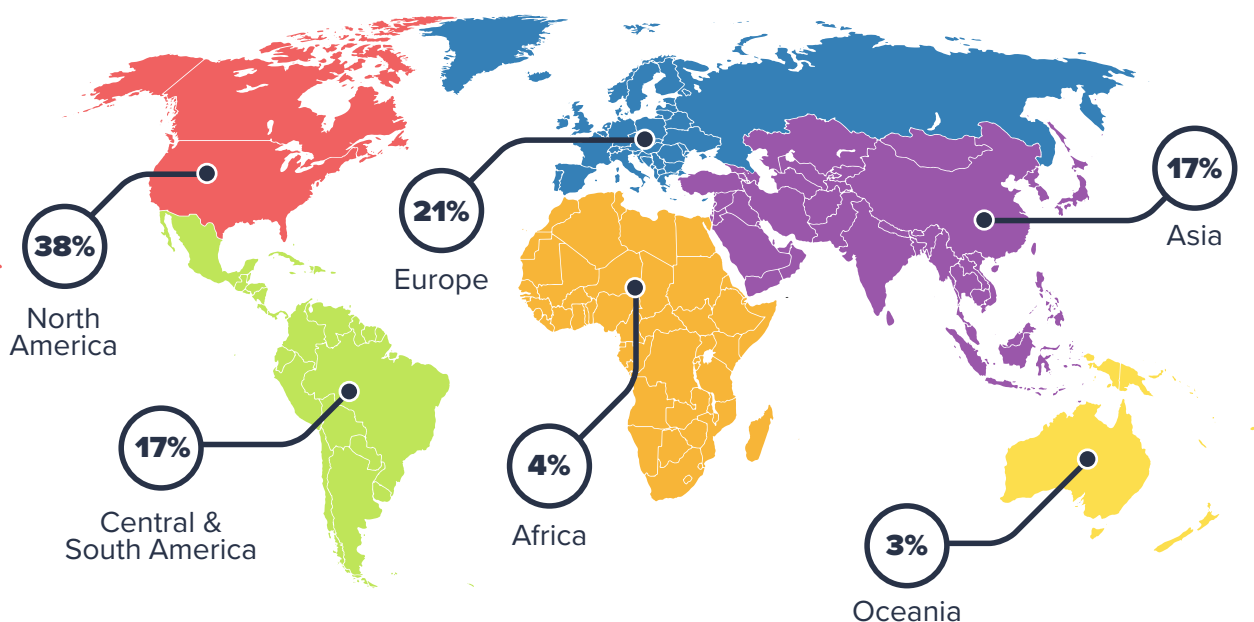 38%
North
America
21%
Europe
17%
Asia
17%
Central &
South America
4%
Africa
3%
Oceania